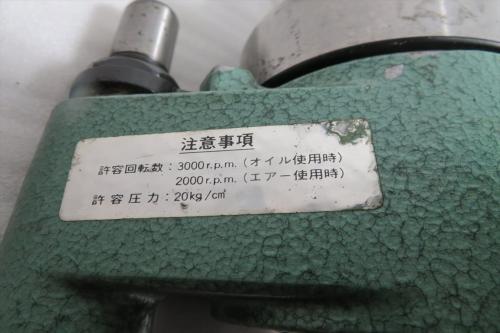 注意事項
許容回転数：3000r.p.m.(オイル使用時)
2000r.p.m.(エアー使用時)
許容圧力：20kg/cm²